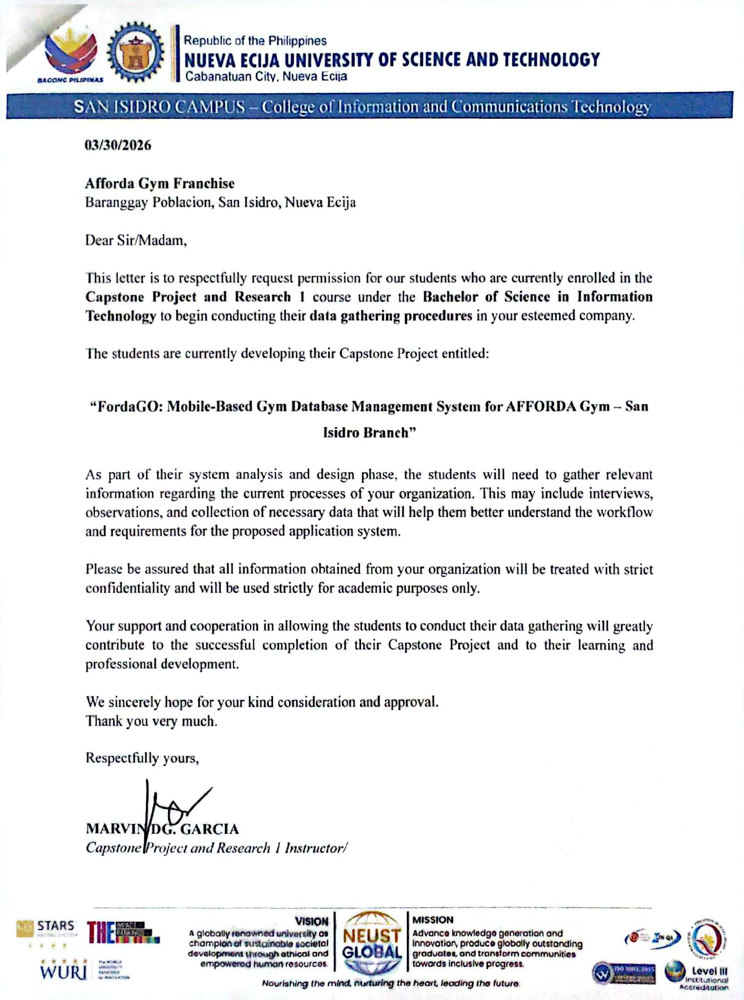 BAGONG PILIPINAS
Republic of the Philippines
NUEVA ECIJA UNIVERSITY OF SCIENCE AND TECHNOLOGY
Cabanatuan City, Nueva Ecija
SAN ISIDRO CAMPUS – College of Information and Communications Technology
03/30/2026
Afforda Gym Franchise
Baranggay Poblacion, San Isidro, Nueva Ecija
Dear Sir/Madam,
This letter is to respectfully request permission for our students who are currently enrolled in the
Capstone Project and Research 1 course under the Bachelor of Science in Information
Technology to begin conducting their data gathering procedures in your esteemed company.
The students are currently developing their Capstone Project entitled:
“FordaGO: Mobile-Based Gym Database Management System for AFFORDA Gym – San
Isidro Branch”
As part of their system analysis and design phase, the students will need to gather relevant
information regarding the current processes of your organization. This may include interviews,
observations, and collection of necessary data that will help them better understand the workflow
and requirements for the proposed application system.
Please be assured that all information obtained from your organization will be treated with strict
confidentiality and will be used strictly for academic purposes only.
Your support and cooperation in allowing the students to conduct their data gathering will greatly
contribute to the successful completion of their Capstone Project and to their learning and
professional development.
We sincerely hope for your kind consideration and approval.
Thank you very much.
Respectfully yours,
MARVIN DG. GARCIA
Capstone Project and Research 1 Instructor/
STARS
RATING SYSTEM
THE IMPACT
RANKINGS
WURI
VISION
A globally renowned university as
champion of sustainable societal
development through ethical and
empowered human resources.
NEUST
GLOBAL
MISSION
Advance knowledge generation and
innovation, produce globally outstanding
graduates, and transform communities
towards inclusive progress.
Nourishing the mind, nurturing the heart, leading the future.
ISO 9001:2015
Level III
Institutional
Accreditation